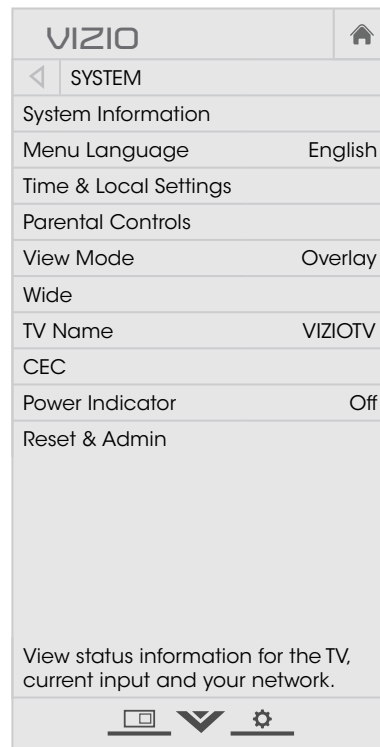 VIZIO
SYSTEM
System Information
Menu Language English
Time & Local Settings
Parental Controls
View Mode Overlay
Wide
TV Name VIZIOTV
CEC
Power Indicator Off
Reset & Admin
View status information for the TV,
current input and your network.